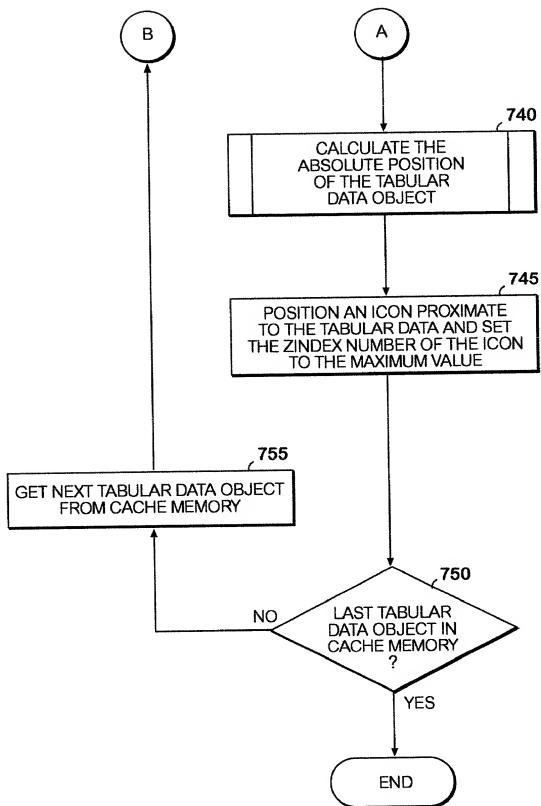 B
A
740
CALCULATE THE
ABSOLUTE POSITION
OF THE TABULAR
DATA OBJECT
745
POSITION AN ICON PROXIMATE
TO THE TABULAR DATA AND SET
THE ZINDEX NUMBER OF THE ICON
TO THE MAXIMUM VALUE
755
GET NEXT TABULAR DATA OBJECT
FROM CACHE MEMORY
750
LAST TABULAR
DATA OBJECT IN
CACHE MEMORY
?
NO
YES
END